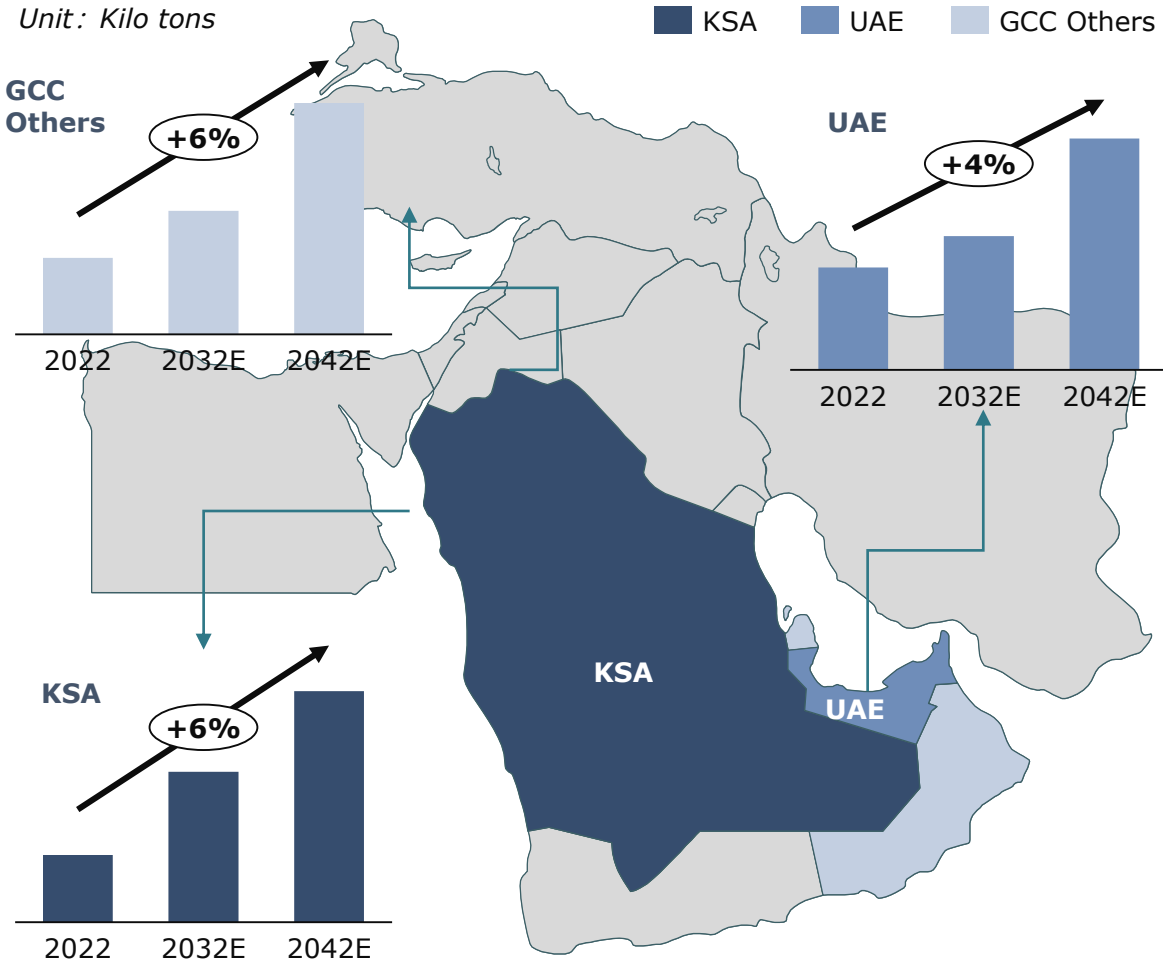 Unit: Kilo tons
KSA
UAE
GCC Others
GCC
Others
+6%
2022
2032E
2042E
UAE
+4%
2022
2032E
2042E
KSA
UAE
KSA
+6%
2022
2032E
2042E